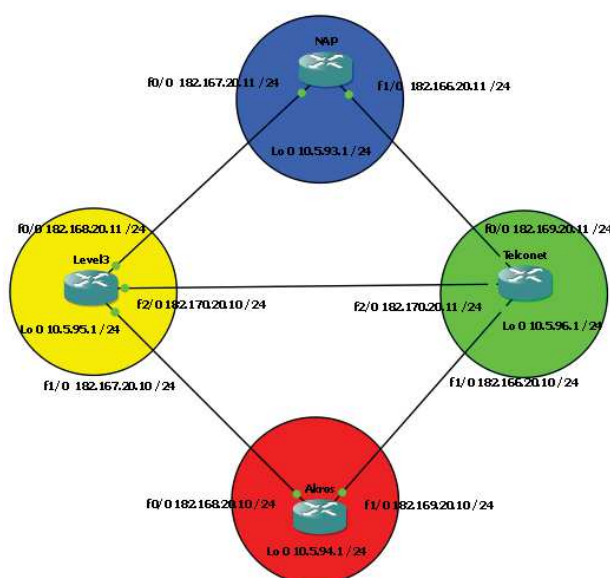 NAP
f0/0 182.167.20.11 /24
f1/0 182.166.20.11 /24
Lo 0 10.5.93.1 /24
f0/0 182.168.20.11 /24
f0/0 182.169.20.11 /24
Level3
Telconet
f2/0 182.170.20.10 /24
f2/0 182.170.20.11 /24
Lo 0 10.5.95.1 /24
Lo 0 10.5.96.1 /24
f1/0 182.167.20.10 /24
f1/0 182.166.20.10 /24
Akros
f0/0 182.168.20.10 /24
f1/0 182.169.20.10 /24
Lo 0 10.5.94.1 /24